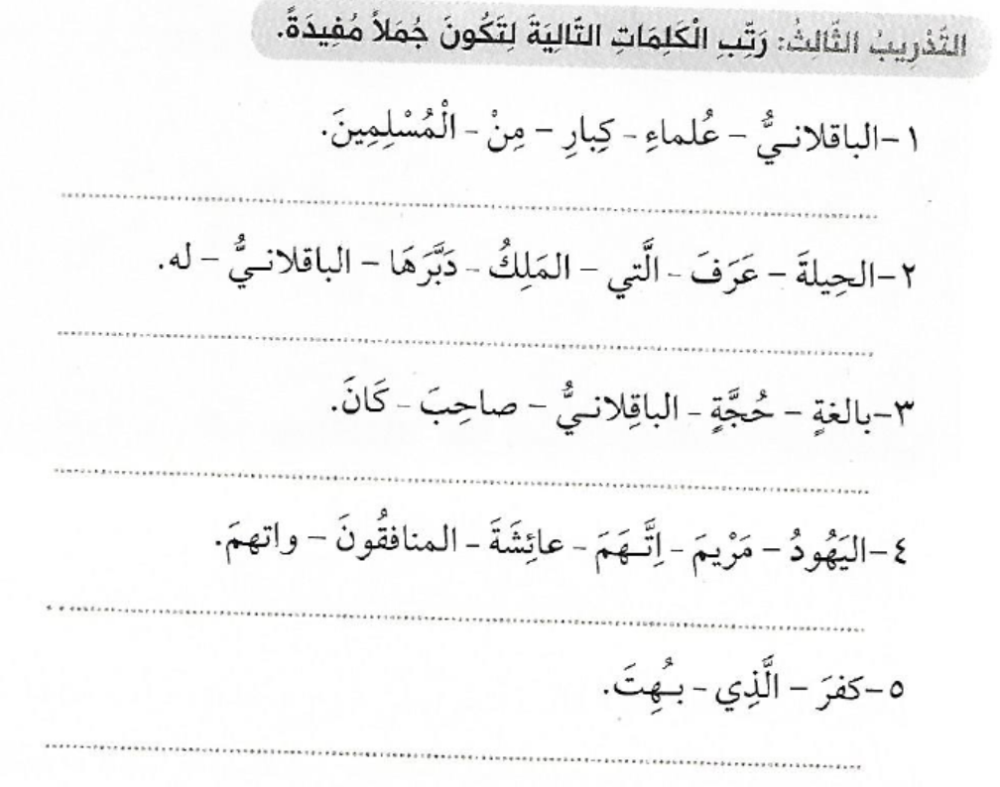 التَّدْرِيبُ الثَّالِثُ: رَتِّبِ الْكَلِمَاتِ التَّالِيَةَ لِتَكُونَ جُمَلاً مُفِيدَةً.
١-الباقلانيُّ - عُلماءِ - كِبارِ - مِنْ - الْمُسْلِمِينَ.
٢-الحِيلةَ - عَرَفَ - الَّتي - المَلِكُ - دَبَّرَهَا - الباقلانيُّ - له.
٣-بالغةٍ - حُجَّةٍ - الباقِلانيُّ - صاحِبَ - كَانَ.
٤-اليَهُودُ - مَرْيمَ - اِتَّهَمَ - عائِشَةَ - المنافقُونَ - واتهمَ.
٥-كفرَ - الَّذِي - بُهِتَ.